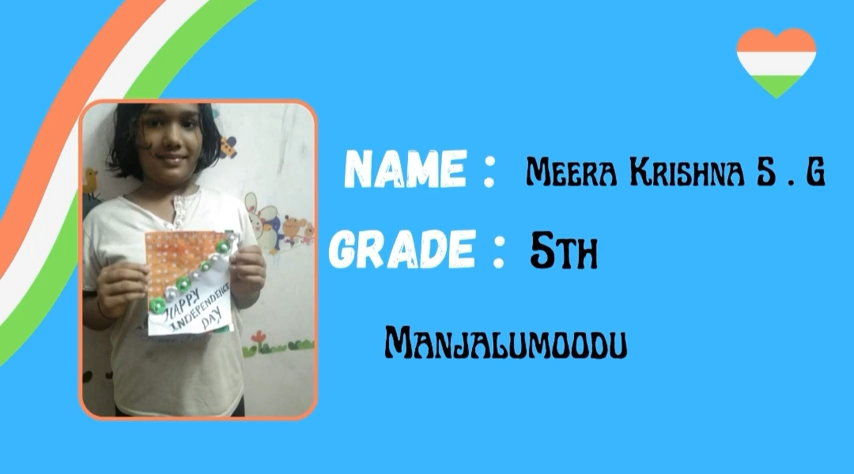 NAME : MEERA KRISHNA S . G
GRADE : 5TH
MANJALUMOODU
HAPPY
INDEPENDENCE
DAY